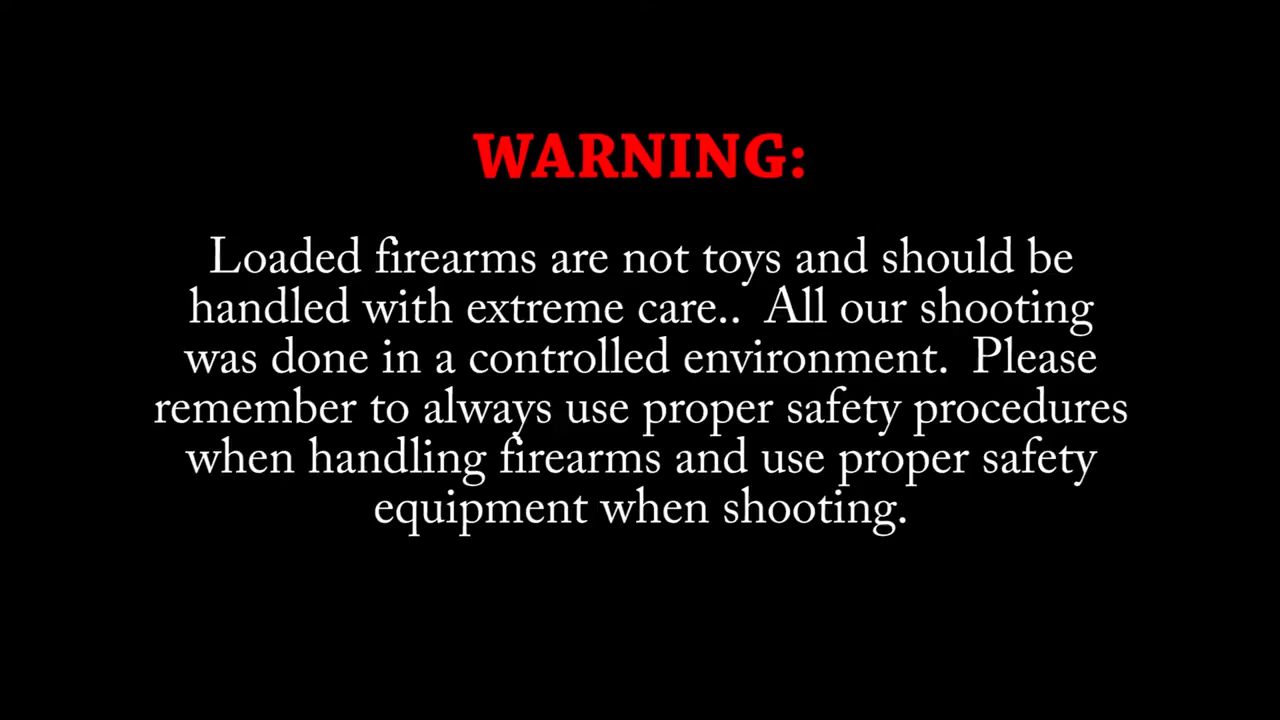 WARNING:
Loaded firearms are not toys and should be
handled with extreme care..  All our shooting
was done in a controlled environment.  Please
remember to always use proper safety procedures
when handling firearms and use proper safety
equipment when shooting.